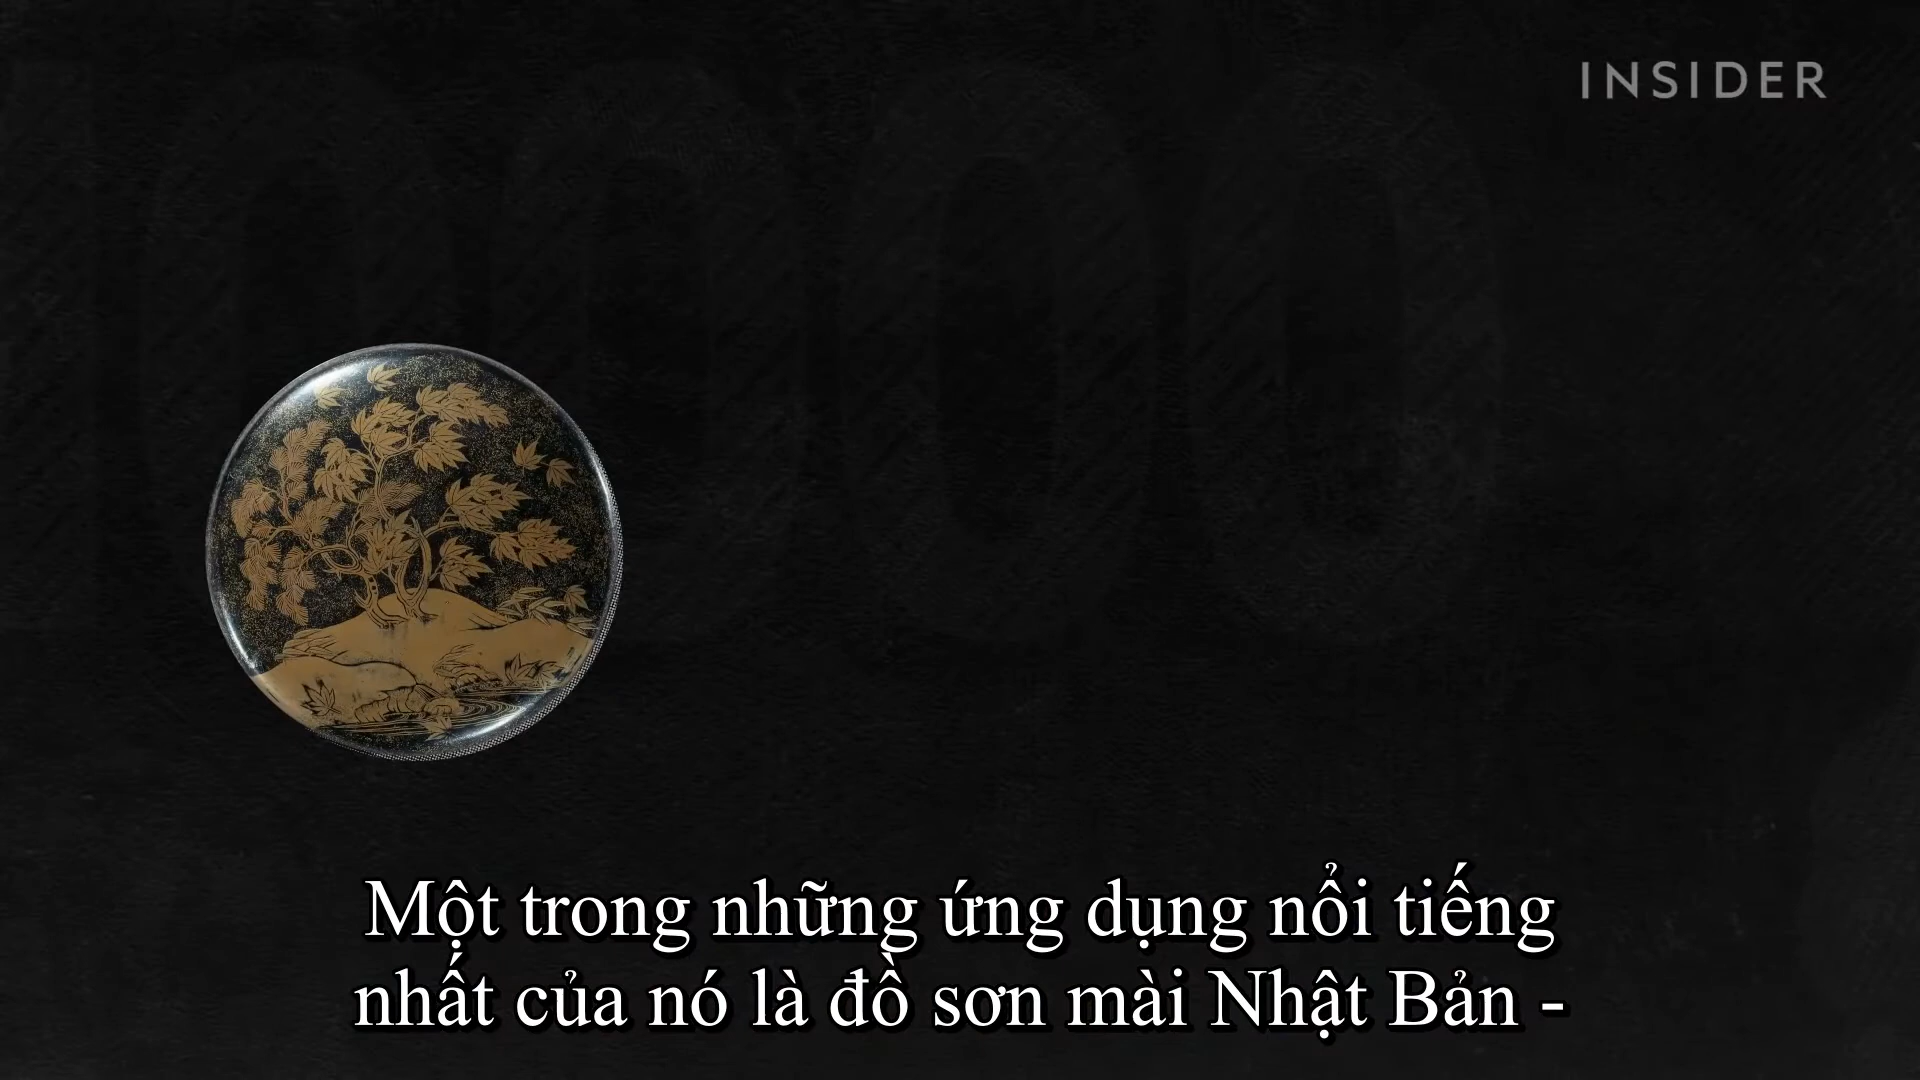 INSIDER
Một trong những ứng dụng nổi tiếng
nhất của nó là đồ sơn mài Nhật Bản -